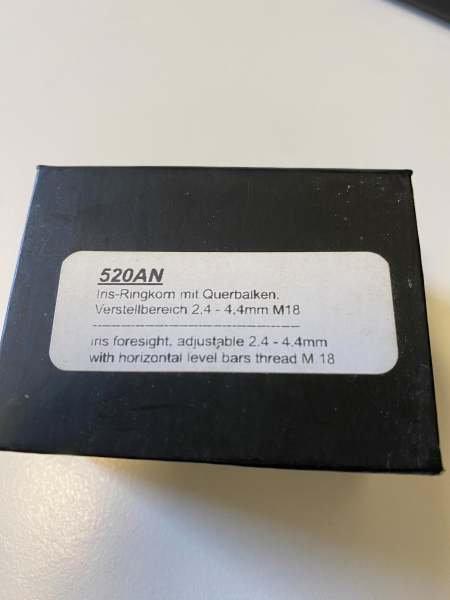 520AN
Iris-Ringkorn mit Querbalken,
Verstellbereich 2.4 - 4.4mm M18
--------------------------------------------
iris foresight, adjustable 2.4 - 4.4mm
with horizontal level bars thread M.18